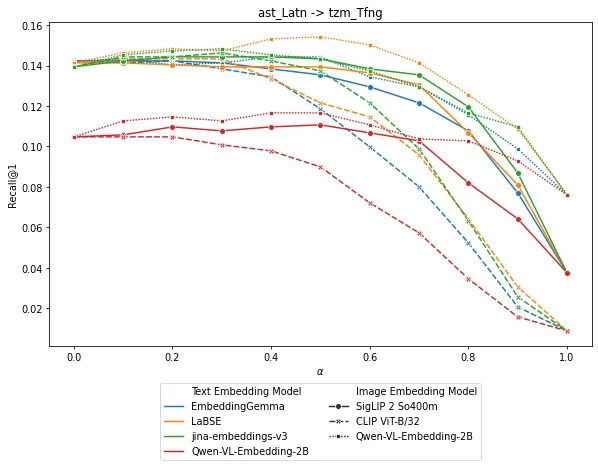 ast_Latn -> tzm_Tfng
0.16
0.14
0.12
0.10
0.08
0.06
0.04
0.02
Recall@1
0.0 0.2 0.4 0.6 0.8 1.0
α
Text Embedding Model
EmbeddingGemma
LaBSE
jina-embeddings-v3
Qwen-VL-Embedding-2B
Image Embedding Model
SigLIP 2 So400m
CLIP ViT-B/32
Qwen-VL-Embedding-2B